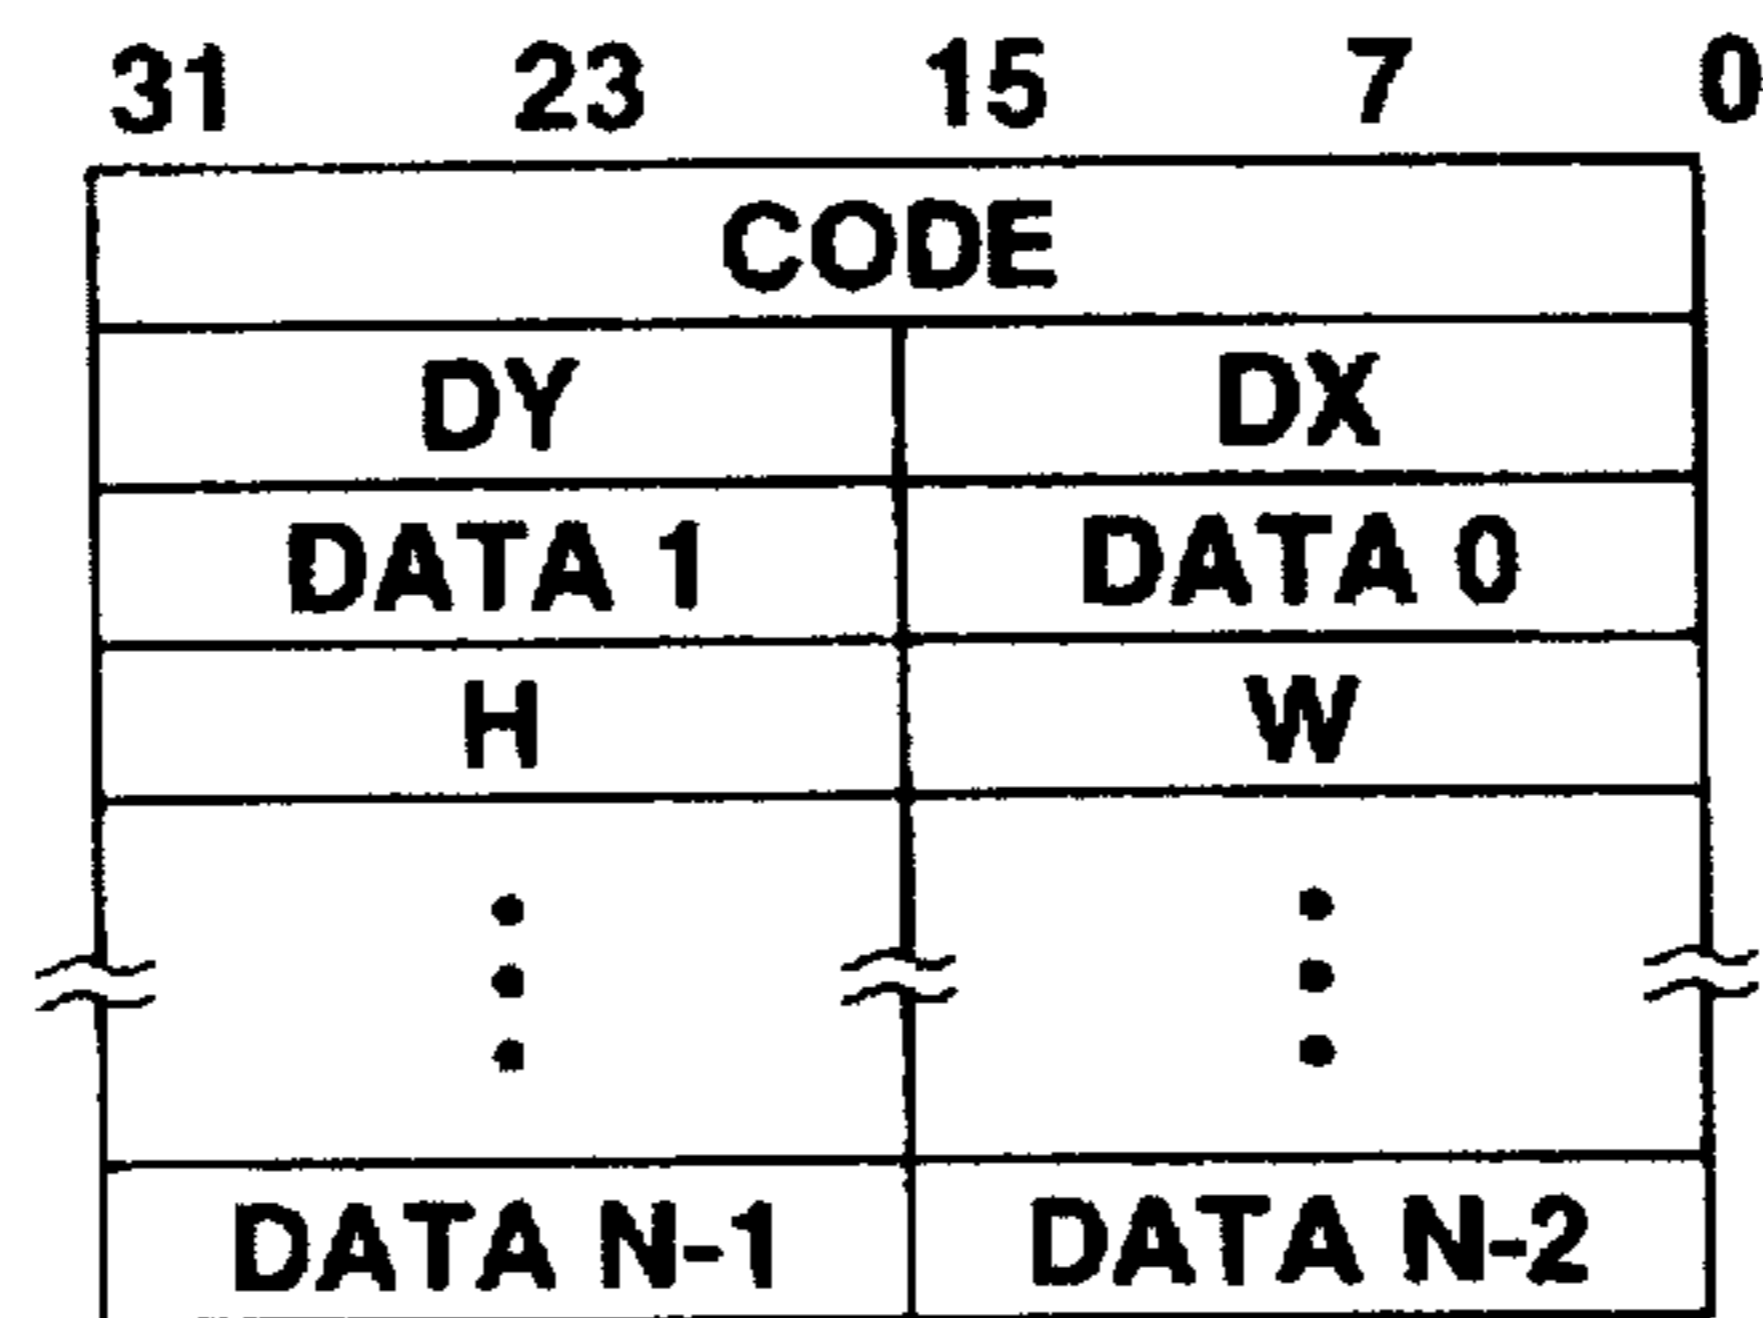 31 23 15 7 0
CODE
DY DX
DATA 1 DATA 0
H W
DATA N-1 DATA N-2